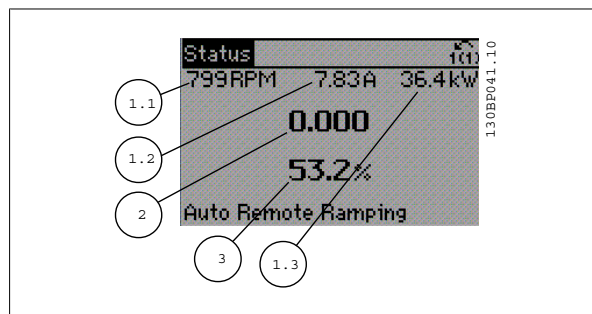 Status
1(1)
799RPM 7.83A 36.4kW
0.000
53.2%
Auto Remote Ramping
1.1
1.2
2
3
1.3
130BP041.10